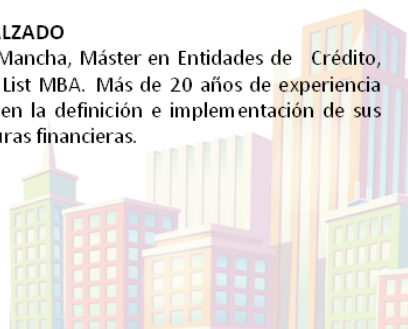 ALZADO
Mancha, Máster en Entidades de Crédito,
List MBA. Más de 20 años de experiencia
en la definición e implementación de sus
uras financieras.